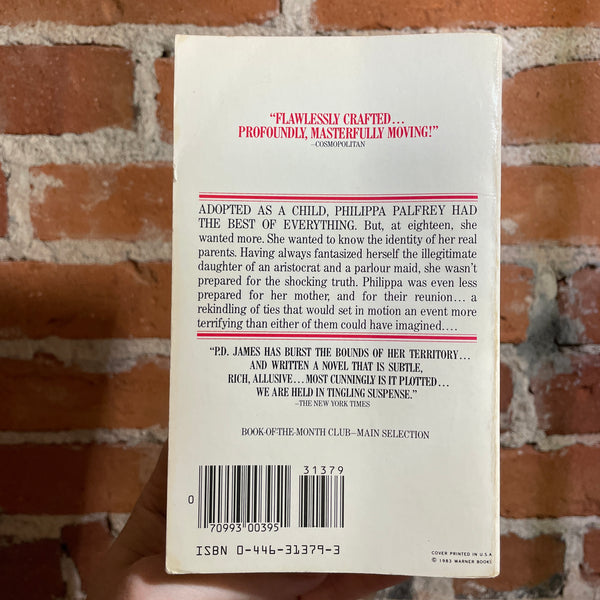 “FLAWLESSLY CRAFTED...
PROFOUNDLY, MASTERFULLY MOVING!”
—COSMOPOLITAN
ADOPTED AS A CHILD, PHILIPPA PALFREY HAD
THE BEST OF EVERYTHING. But, at eighteen, she
wanted more. She wanted to know the identity of her real
parents. Having always fantasized herself the illegitimate
daughter of an aristocrat and a parlour maid, she wasn't
prepared for the shocking truth. Philippa was even less
prepared for her mother, and for their reunion... a
rekindling of ties that would set in motion an event more
terrifying than either of them could have imagined....
“P.D. JAMES HAS BURST THE BOUNDS OF HER TERRITORY...
AND WRITTEN A NOVEL THAT IS SUBTLE,
RICH, ALLUSIVE...MOST CUNNINGLY IS IT PLOTTED...
WE ARE HELD IN TINGLING SUSPENSE.”
—THE NEW YORK TIMES
BOOK-OF-THE-MONTH CLUB—MAIN SELECTION
31379
0
70993 00395
ISBN 0-446-31379-3
COVER PRINTED IN U.S.A.
© 1983 WARNER BOOKS